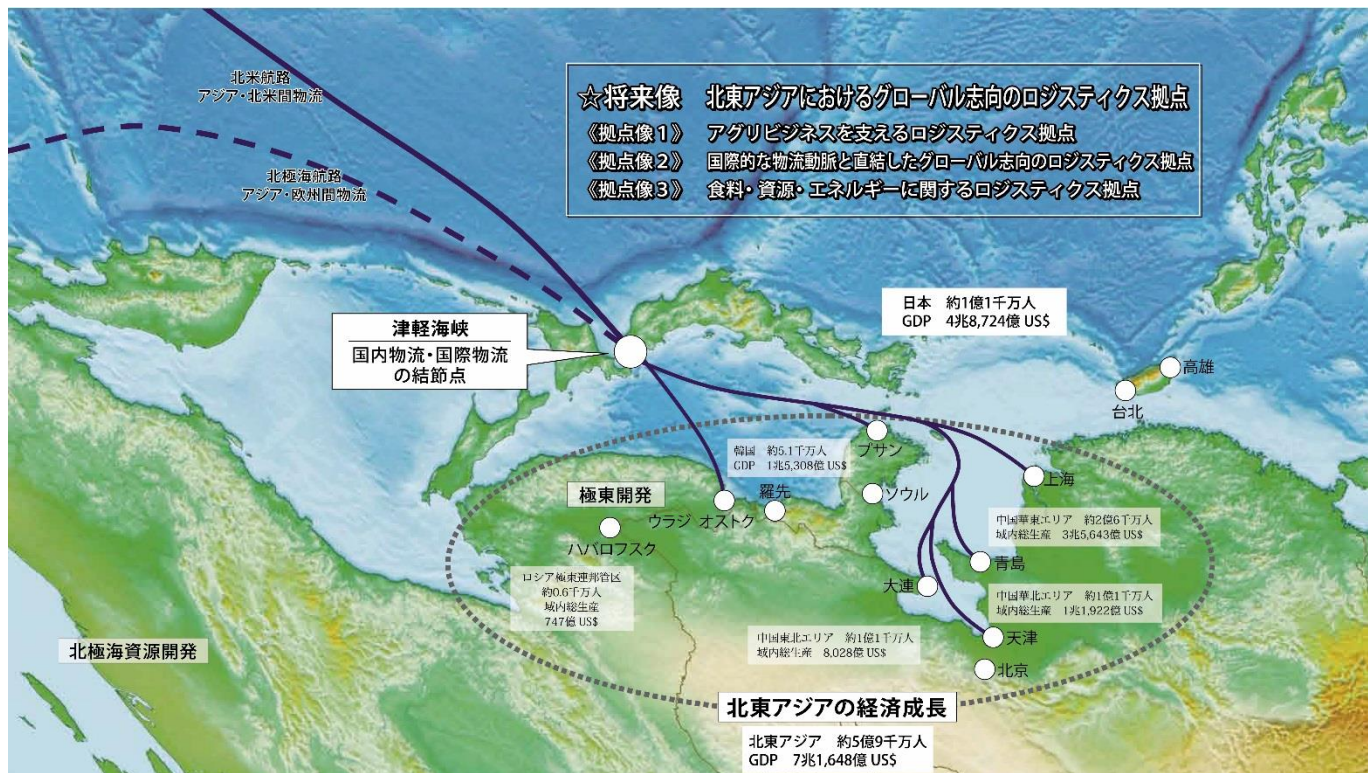 北米航路
アジア・北米間物流
北極海航路
アジア・欧州間物流
☆将来像 北東アジアにおけるグローバル志向のロジスティクス拠点
《拠点像1》 アグリビジネスを支えるロジスティクス拠点
《拠点像2》 国際的な物流動脈と直結したグローバル志向のロジスティクス拠点
《拠点像3》 食料・資源・エネルギーに関するロジスティクス拠点
津軽海峡
国内物流・国際物流
の結節点
日本 約1億1千万人
GDP 4兆8,724億 US$
高雄
台北
韓国 約5.1千万人
GDP 1兆5,308億 US$
プサン
ソウル
上海
極東開発
羅先
ウラジ オストク
ハバロフスク
中国華東エリア 約2億6千万人
域内総生産 3兆5,643億 US$
青島
大連
ロシア極東連邦管区
約0.6千万人
域内総生産
747億 US$
中国華北エリア 約1億1千万人
域内総生産 1兆1,922億 US$
中国東北エリア 約1億1千万人
域内総生産 8,028億 US$
天津
北京
北極海資源開発
北東アジアの経済成長
北東アジア 約5億9千万人
GDP 7兆1,648億 US$